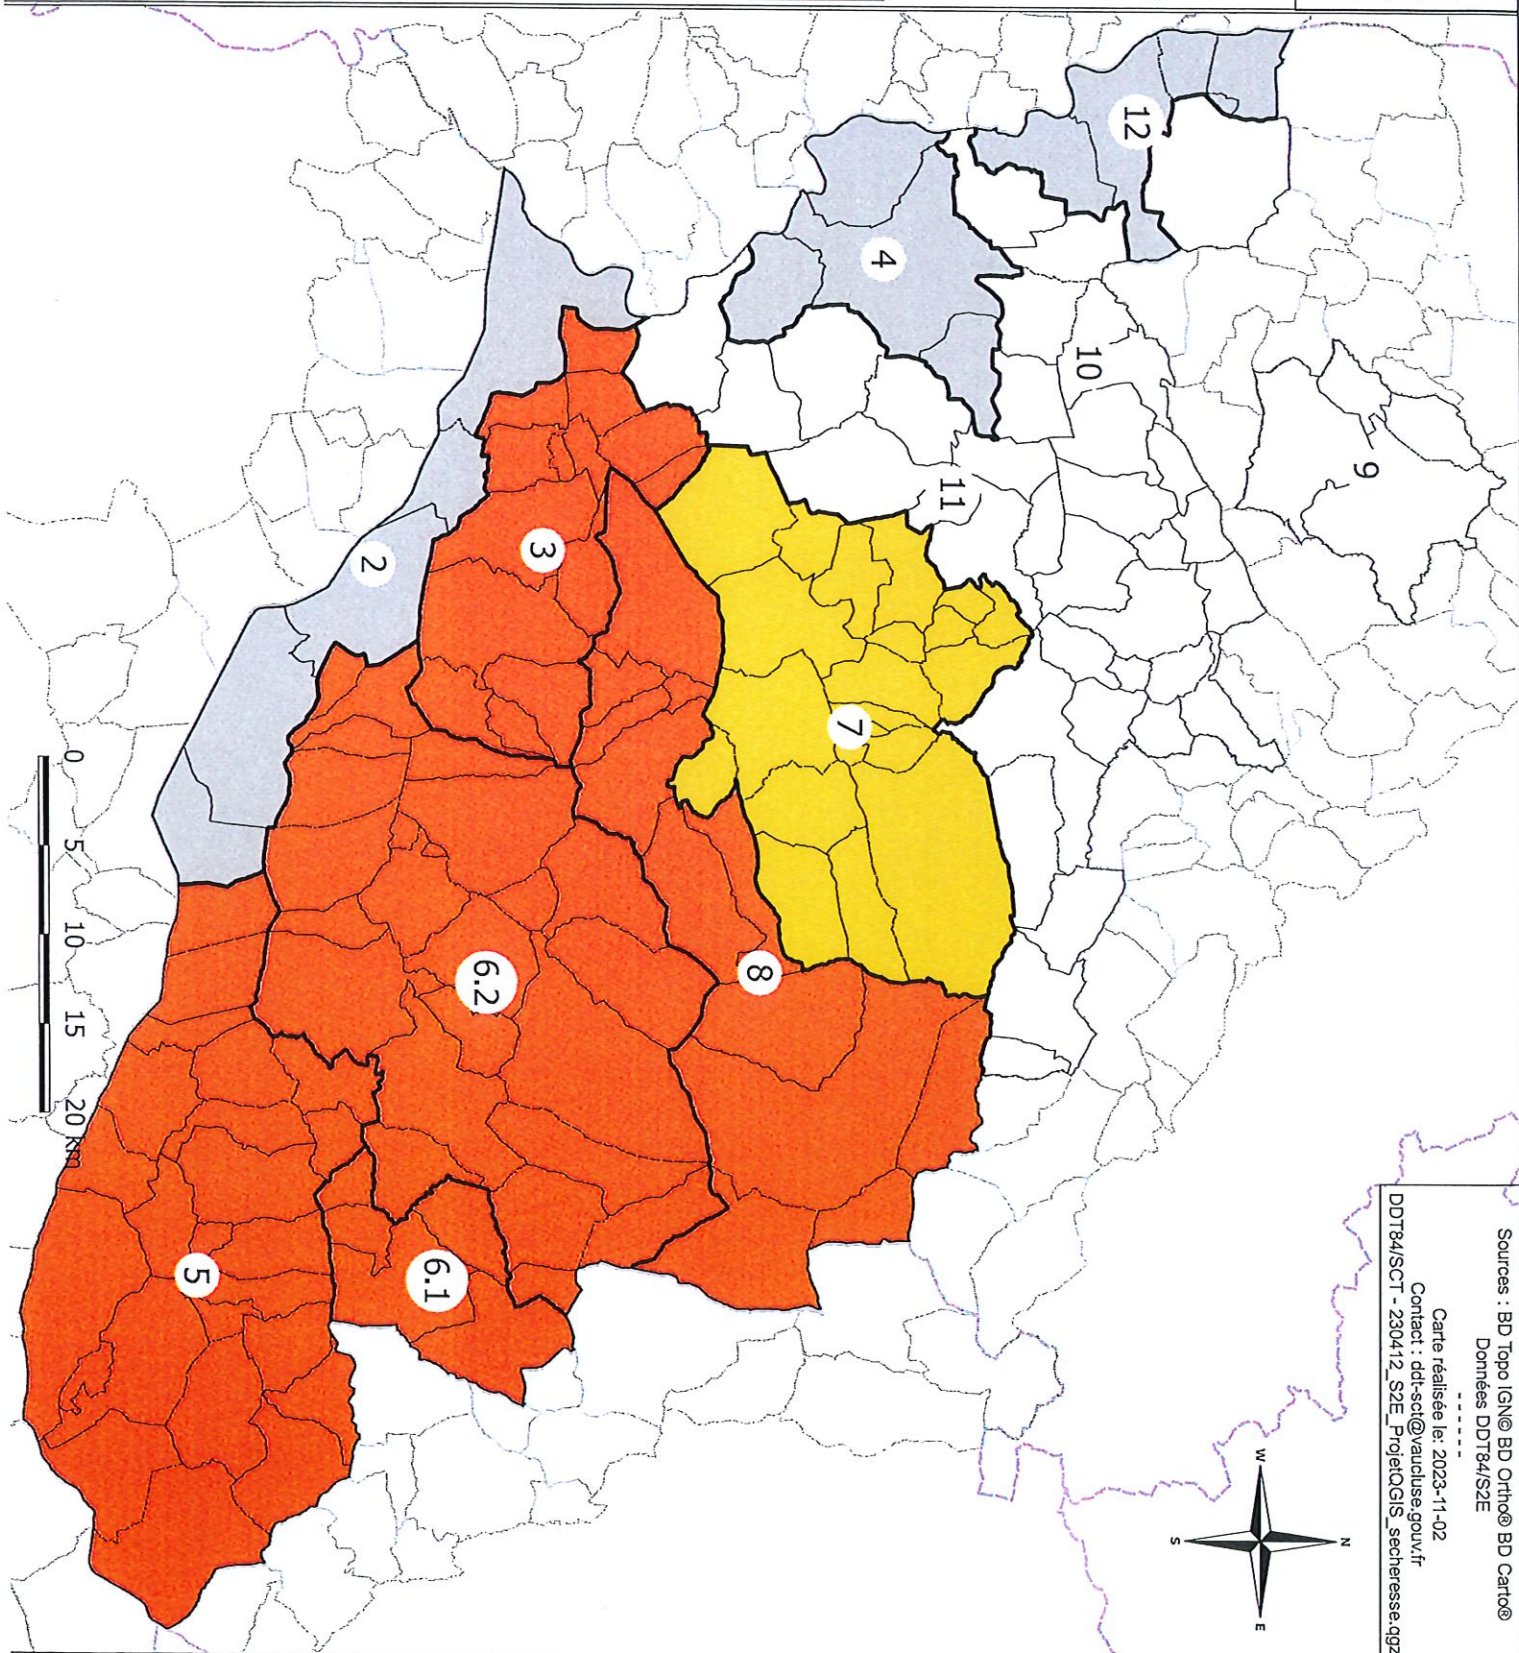 Sources : BD Topo IGN© BD Ortho® BD Carto®
Données DDT84/S2E
-----
Carte réalisée le: 2023-11-02
Contact : ddt-sct@vaucluse.gouv.fr
DDT84/SCT - 230412_S2E_ProjetQGIS_secheresse.qgz
N
W
E
S
9
12
10
11
4
7
8
3
6.2
6.1
2
5
0 5 10 15 20 km